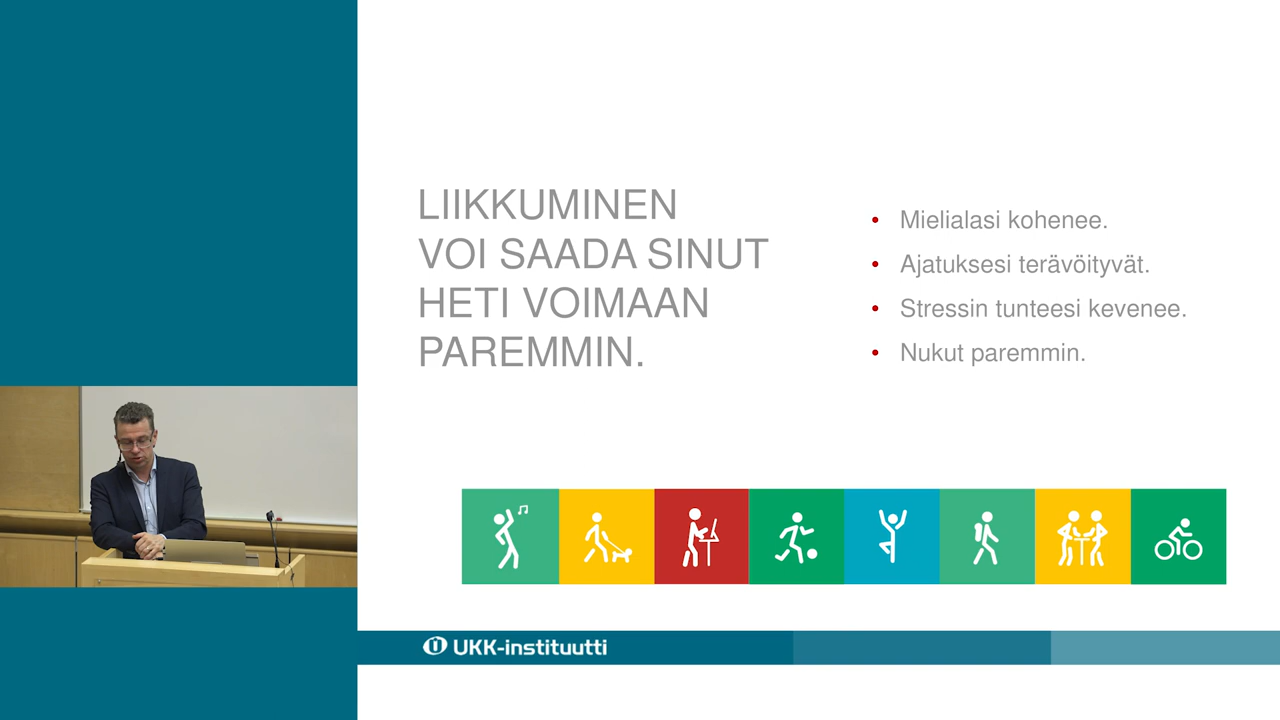 LIIKKUMINEN
VOI SAADA SINUT
HETI VOIMAAN
PAREMMIN.
• Mielialasi kohenee.
• Ajatuksesi terävöityvät.
• Stressin tunteesi kevenee.
• Nukut paremmin.
UKK-instituutti